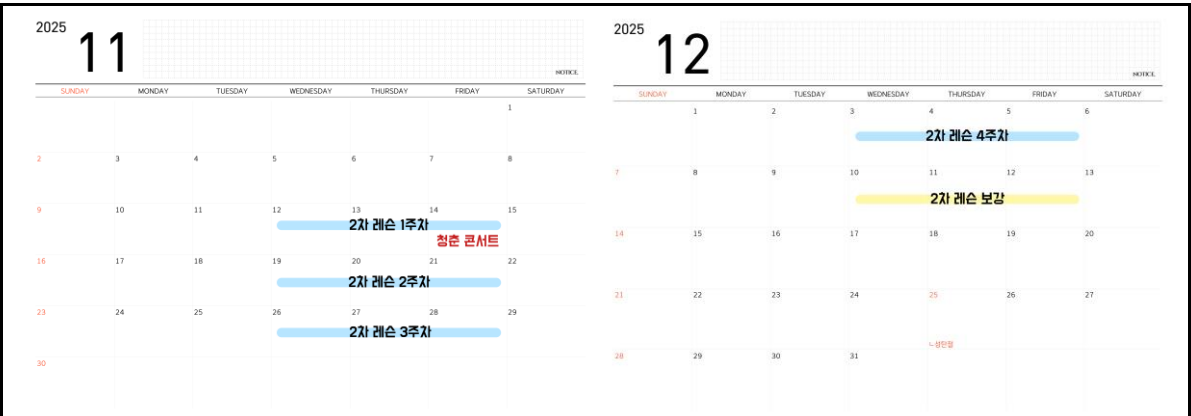 2025
11
NOTICE
SUNDAY MONDAY TUESDAY WEDNESDAY THURSDAY FRIDAY SATURDAY
1
2 3 4 5 6 7 8
9 10 11 12 13 14 15
2차 레슨 1주차
청춘 콘서트
16 17 18 19 20 21 22
2차 레슨 2주차
23 24 25 26 27 28 29
2차 레슨 3주차
30
2025
12
NOTICE
SUNDAY MONDAY TUESDAY WEDNESDAY THURSDAY FRIDAY SATURDAY
1 2 3 4 5 6
2차 레슨 4주차
7 8 9 10 11 12 13
2차 레슨 보강
14 15 16 17 18 19 20
21 22 23 24 25 26 27
ㄴ성탄절
28 29 30 31